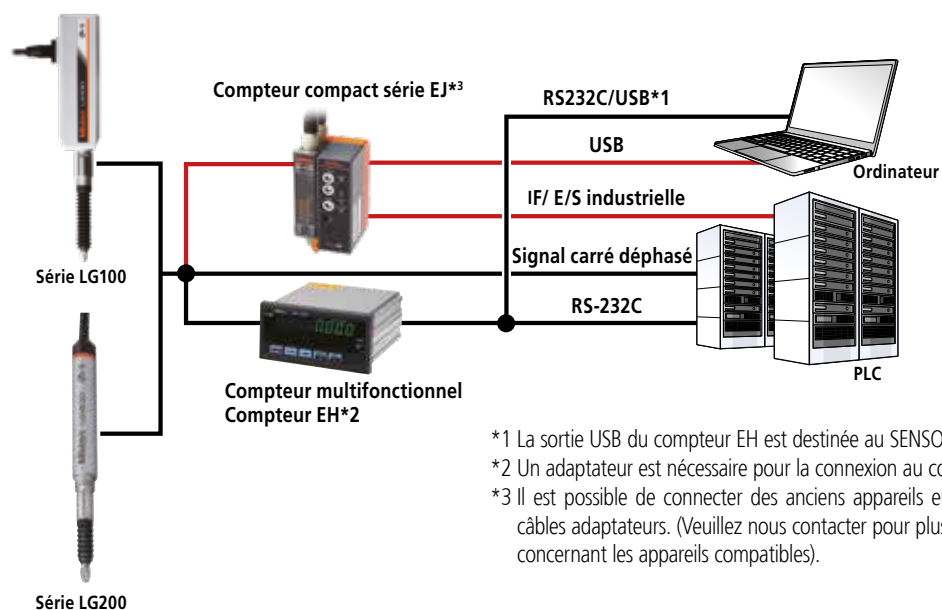 Compteur compact série EJ*3
RS232C/USB*1
USB
Ordinateur
IF/ E/S industrielle
Signal carré déphasé
Série LG100
RS-232C
PLC
Compteur multifonctionnel
Compteur EH*2
*1 La sortie USB du compteur EH est destinée au
*2 Un adaptateur est nécessaire pour la connexion au
*3 Il est possible de connecter des anciens appareils
câbles adaptateurs. (Veuillez nous contacter pour plus
concernant les appareils compatibles).
Série LG200